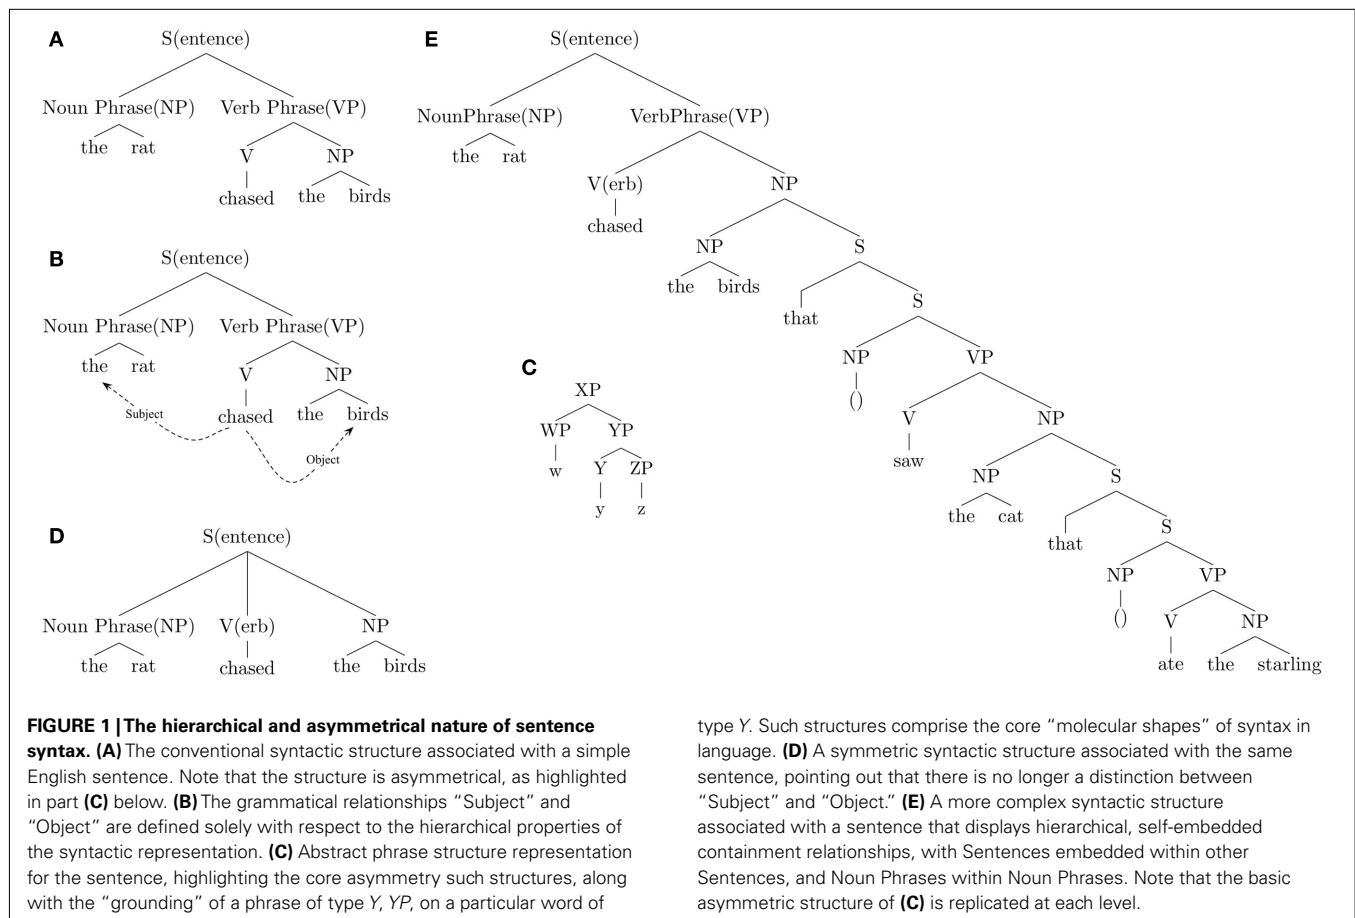 A
S(entence)
Noun Phrase(NP) Verb Phrase(VP)
the rat
V NP
chased the birds
B
S(entence)
Noun Phrase(NP) Verb Phrase(VP)
the rat
V NP
chased the birds
Subject
Object
C
XP
WP YP
w
Y ZP
y z
D
S(entence)
Noun Phrase(NP) V(erb) NP
the rat chased the birds
E
S(entence)
NounPhrase(NP) VerbPhrase(VP)
the rat
V(erb) NP
chased
NP S
the birds
that S
NP VP
()
V NP
saw
NP S
the cat
that S
NP VP
()
V NP
ate the starling
FIGURE 1 | The hierarchical and asymmetrical nature of sentence
syntax. (A) The conventional syntactic structure associated with a simple
English sentence. Note that the structure is asymmetrical, as highlighted
in part (C) below. (B) The grammatical relationships “Subject” and
“Object” are defined solely with respect to the hierarchical properties of
the syntactic representation. (C) Abstract phrase structure representation
for the sentence, highlighting the core asymmetry such structures, along
with the “grounding” of a phrase of type Y, YP, on a particular word of
type Y. Such structures comprise the core “molecular shapes” of syntax in
language. (D) A symmetric syntactic structure associated with the same
sentence, pointing out that there is no longer a distinction between
“Subject” and “Object.” (E) A more complex syntactic structure
associated with a sentence that displays hierarchical, self-embedded
containment relationships, with Sentences embedded within other
Sentences, and Noun Phrases within Noun Phrases. Note that the basic
asymmetric structure of (C) is replicated at each level.